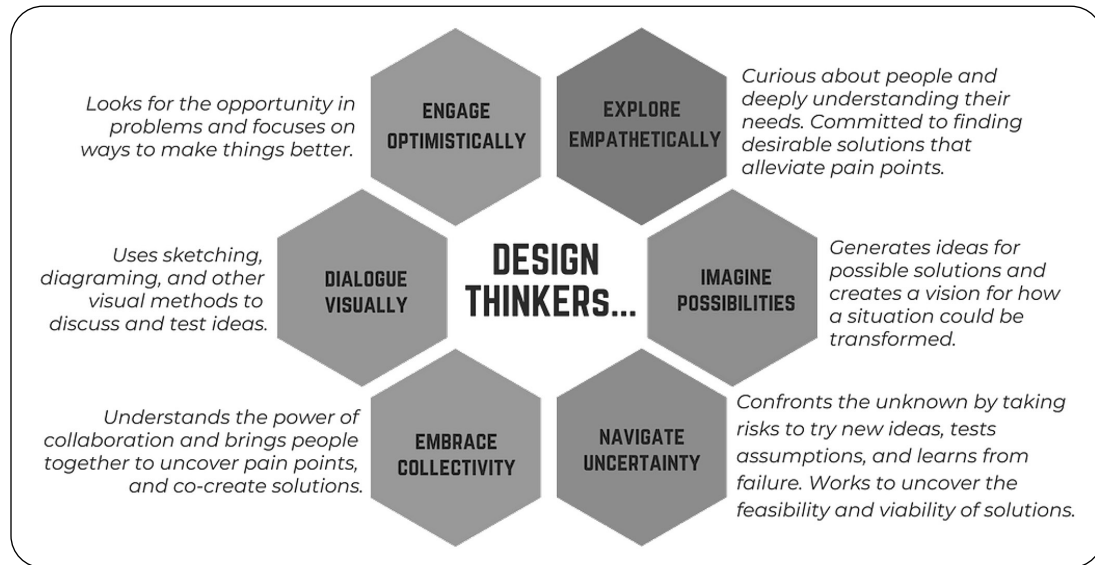 DESIGN
THINKERs...
ENGAGE
OPTIMISTICALLY
Looks for the opportunity in
problems and focuses on
ways to make things better.
EXPLORE
EMPATHETICALLY
Curious about people and
deeply understanding their
needs. Committed to finding
desirable solutions that
alleviate pain points.
DIALOGUE
VISUALLY
Uses sketching,
diagraming, and other
visual methods to
discuss and test ideas.
IMAGINE
POSSIBILITIES
Generates ideas for
possible solutions and
creates a vision for how
a situation could be
transformed.
EMBRACE
COLLECTIVITY
Understands the power of
collaboration and brings people
together to uncover pain points,
and co-create solutions.
NAVIGATE
UNCERTAINTY
Confronts the unknown by taking
risks to try new ideas, tests
assumptions, and learns from
failure. Works to uncover the
feasibility and viability of solutions.